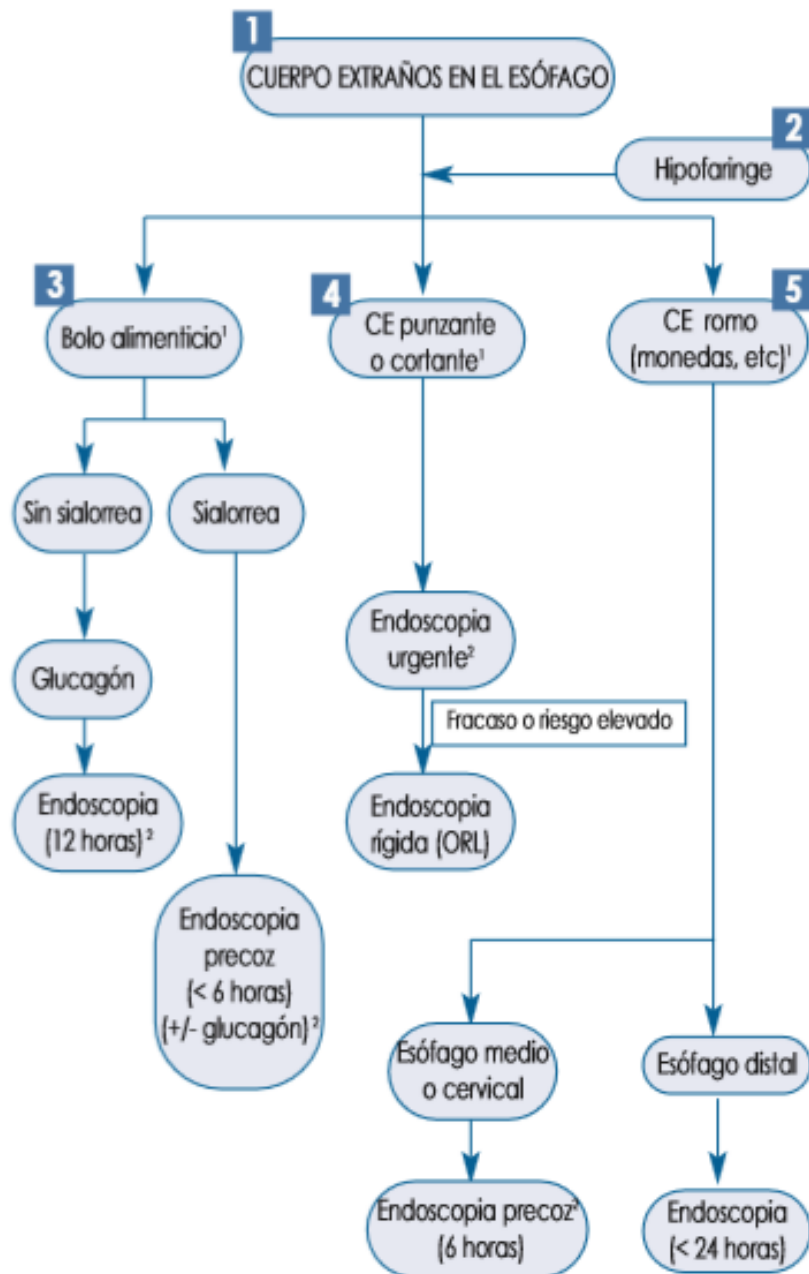 1
CUERPO EXTRAÑOS EN EL ESÓFAGO
2
Hipofaringe
3
Bolo alimenticio¹
4
CE punzante
o cortante¹
5
CE romo
(monedas, etc)¹
Sin sialorrea
Sialorrea
Glucagón
Endoscopia
(12 horas)²
Endoscopia
precoz
(< 6 horas)
(+/- glucagón)²
Endoscopia
urgente²
Fracaso o riesgo elevado
Endoscopia
rígida (ORL)
Esófago medio
o cervical
Esófago distal
Endoscopia precoz²
(6 horas)
Endoscopia
(< 24 horas)